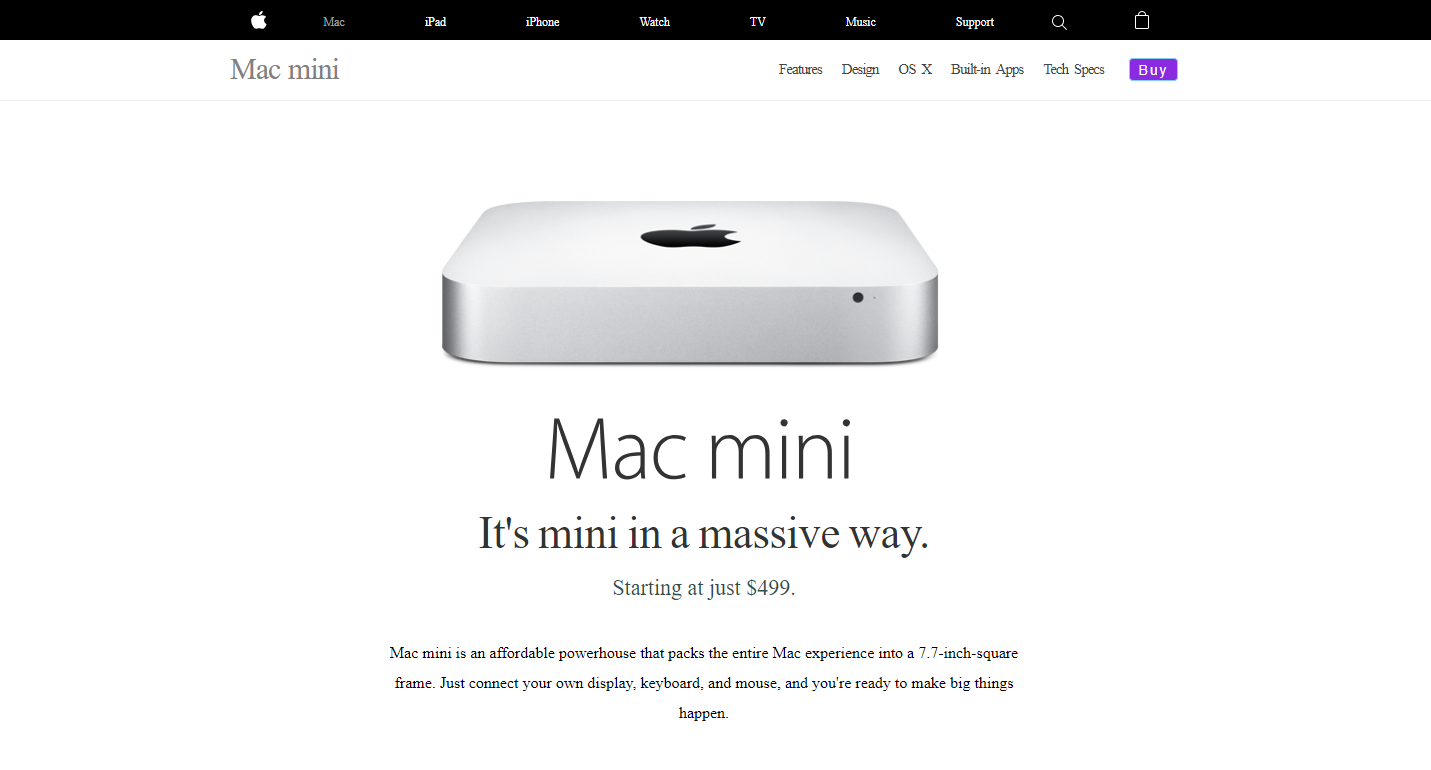 Mac iPad iPhone Watch TV Music Support
Mac mini Features Design OS X Built-in Apps Tech Specs Buy
Mac mini
It's mini in a massive way.
Starting at just $499.
Mac mini is an affordable powerhouse that packs the entire Mac experience into a 7.7-inch-square
frame. Just connect your own display, keyboard, and mouse, and you're ready to make big things
happen.